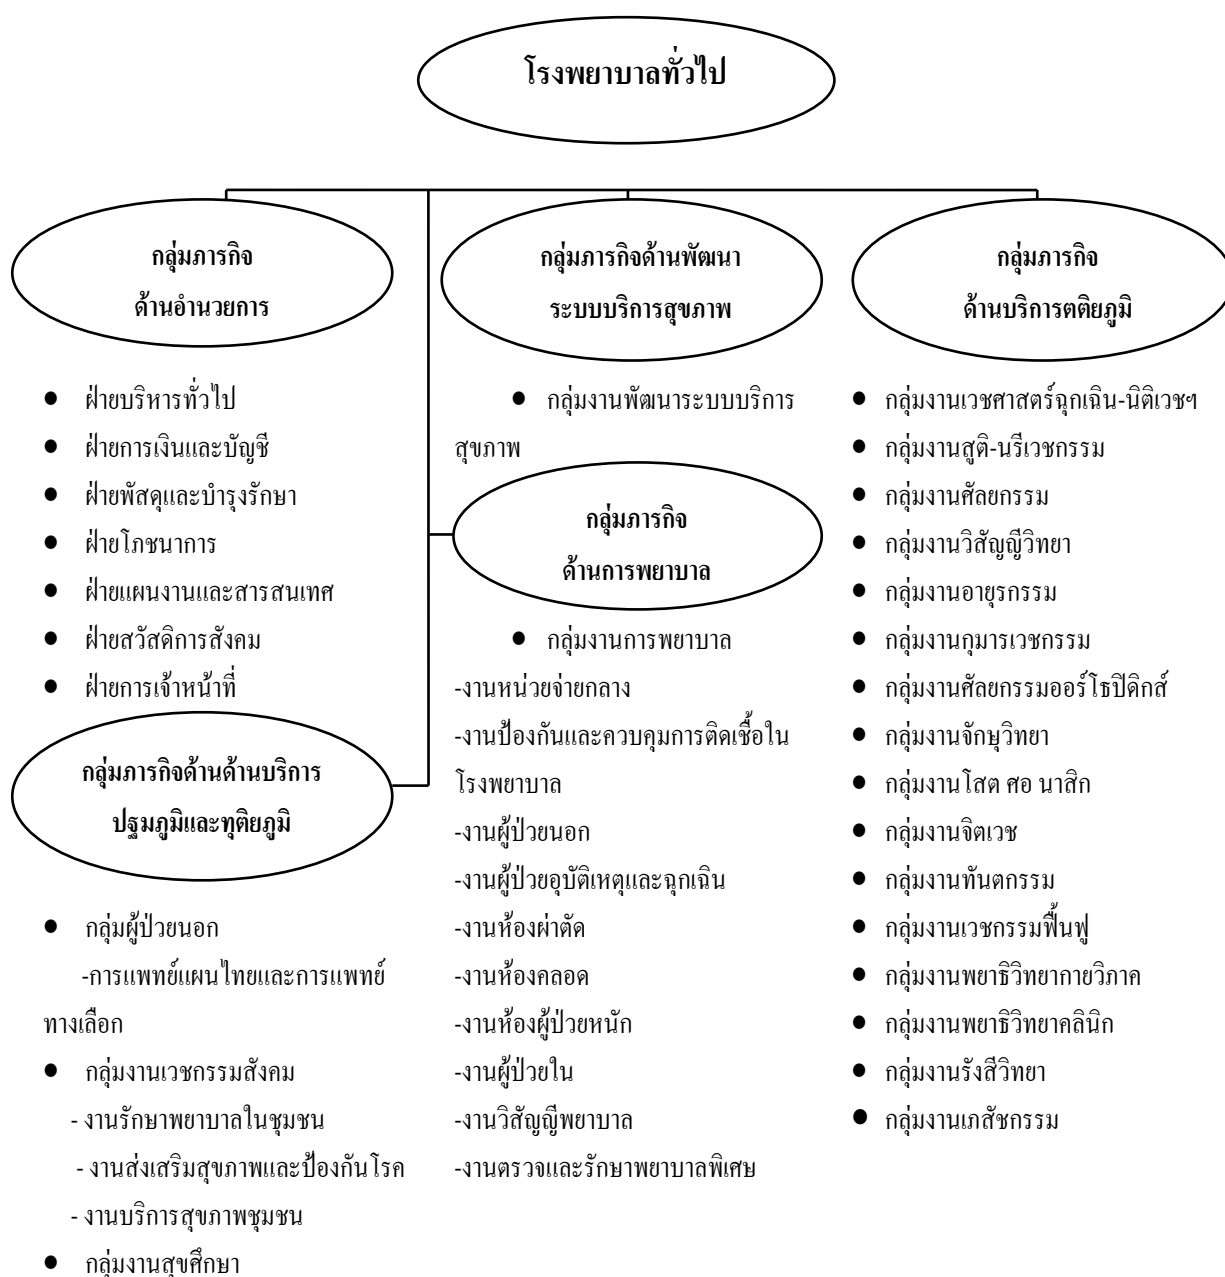 โรงพยาบาลทั่วไป
กลุ่มภารกิจ
ด้านอำนวยการ
● ฝ่ายบริหารทั่วไป
● ฝ่ายการเงินและบัญชี
● ฝ่ายพัสดุและบำรุงรักษา
● ฝ่ายโภชนาการ
● ฝ่ายแผนงานและสารสนเทศ
● ฝ่ายสวัสดิการสังคม
● ฝ่ายการเจ้าหน้าที่
กลุ่มภารกิจด้านด้านบริการ
ปฐมภูมิและทุติยภูมิ
● กลุ่มผู้ป่วยนอก
-การแพทย์แผนไทยและการแพทย์
ทางเลือก
● กลุ่มงานเวชกรรมสังคม
- งานรักษาพยาบาลในชุมชน
- งานส่งเสริมสุขภาพและป้องกันโรค
- งานบริการสุขภาพชุมชน
● กลุ่มงานสุขศึกษา
กลุ่มภารกิจด้านพัฒนา
ระบบบริการสุขภาพ
● กลุ่มงานพัฒนาระบบบริการ
สุขภาพ
กลุ่มภารกิจ
ด้านการพยาบาล
● กลุ่มงานการพยาบาล
-งานหน่วยจ่ายกลาง
-งานป้องกันและควบคุมการติดเชื้อใน
โรงพยาบาล
-งานผู้ป่วยนอก
-งานผู้ป่วยอุบัติเหตุและฉุกเฉิน
-งานห้องผ่าตัด
-งานห้องคลอด
-งานห้องผู้ป่วยหนัก
-งานผู้ป่วยใน
-งานวิสัญญีพยาบาล
-งานตรวจและรักษาพยาบาลพิเศษ
กลุ่มภารกิจ
ด้านบริการตติยภูมิ
● กลุ่มงานเวชศาสตร์ฉุกเฉิน-นิติเวชฯ
● กลุ่มงานสูติ-นรีเวชกรรม
● กลุ่มงานศัลยกรรม
● กลุ่มงานวิสัญญีวิทยา
● กลุ่มงานอายุรกรรม
● กลุ่มงานกุมารเวชกรรม
● กลุ่มงานศัลยกรรมออร์โธปิดิกส์
● กลุ่มงานจักษุวิทยา
● กลุ่มงานโสต ศอ นาสิก
● กลุ่มงานจิตเวช
● กลุ่มงานทันตกรรม
● กลุ่มงานเวชกรรมฟื้นฟู
● กลุ่มงานพยาธิวิทยากายวิภาค
● กลุ่มงานพยาธิวิทยาคลินิก
● กลุ่มงานรังสีวิทยา
● กลุ่มงานเภสัชกรรม